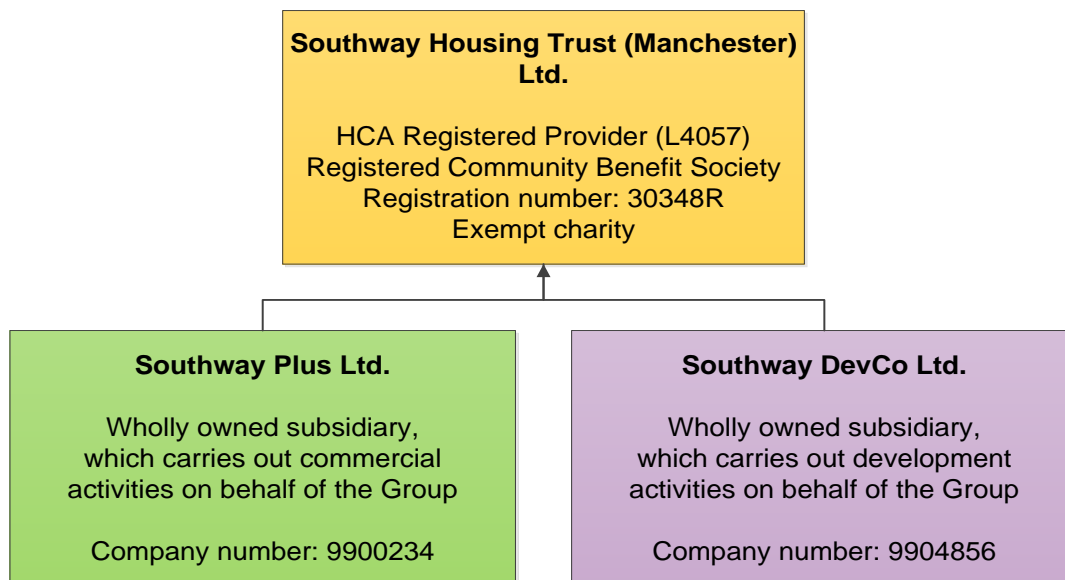 Southway Housing Trust (Manchester)
Ltd.
HCA Registered Provider (L4057)
Registered Community Benefit Society
Registration number: 30348R
Exempt charity
Southway Plus Ltd.
Wholly owned subsidiary,
which carries out commercial
activities on behalf of the Group
Company number: 9900234
Southway DevCo Ltd.
Wholly owned subsidiary,
which carries out development
activities on behalf of the Group
Company number: 9904856